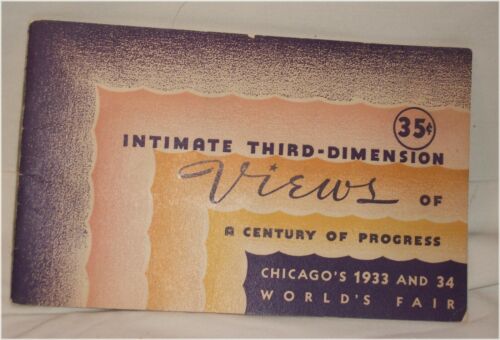 35¢
INTIMATE THIRD-DIMENSION
Views OF
A CENTURY OF PROGRESS
CHICAGO'S 1933 AND 34
WORLD'S FAIR